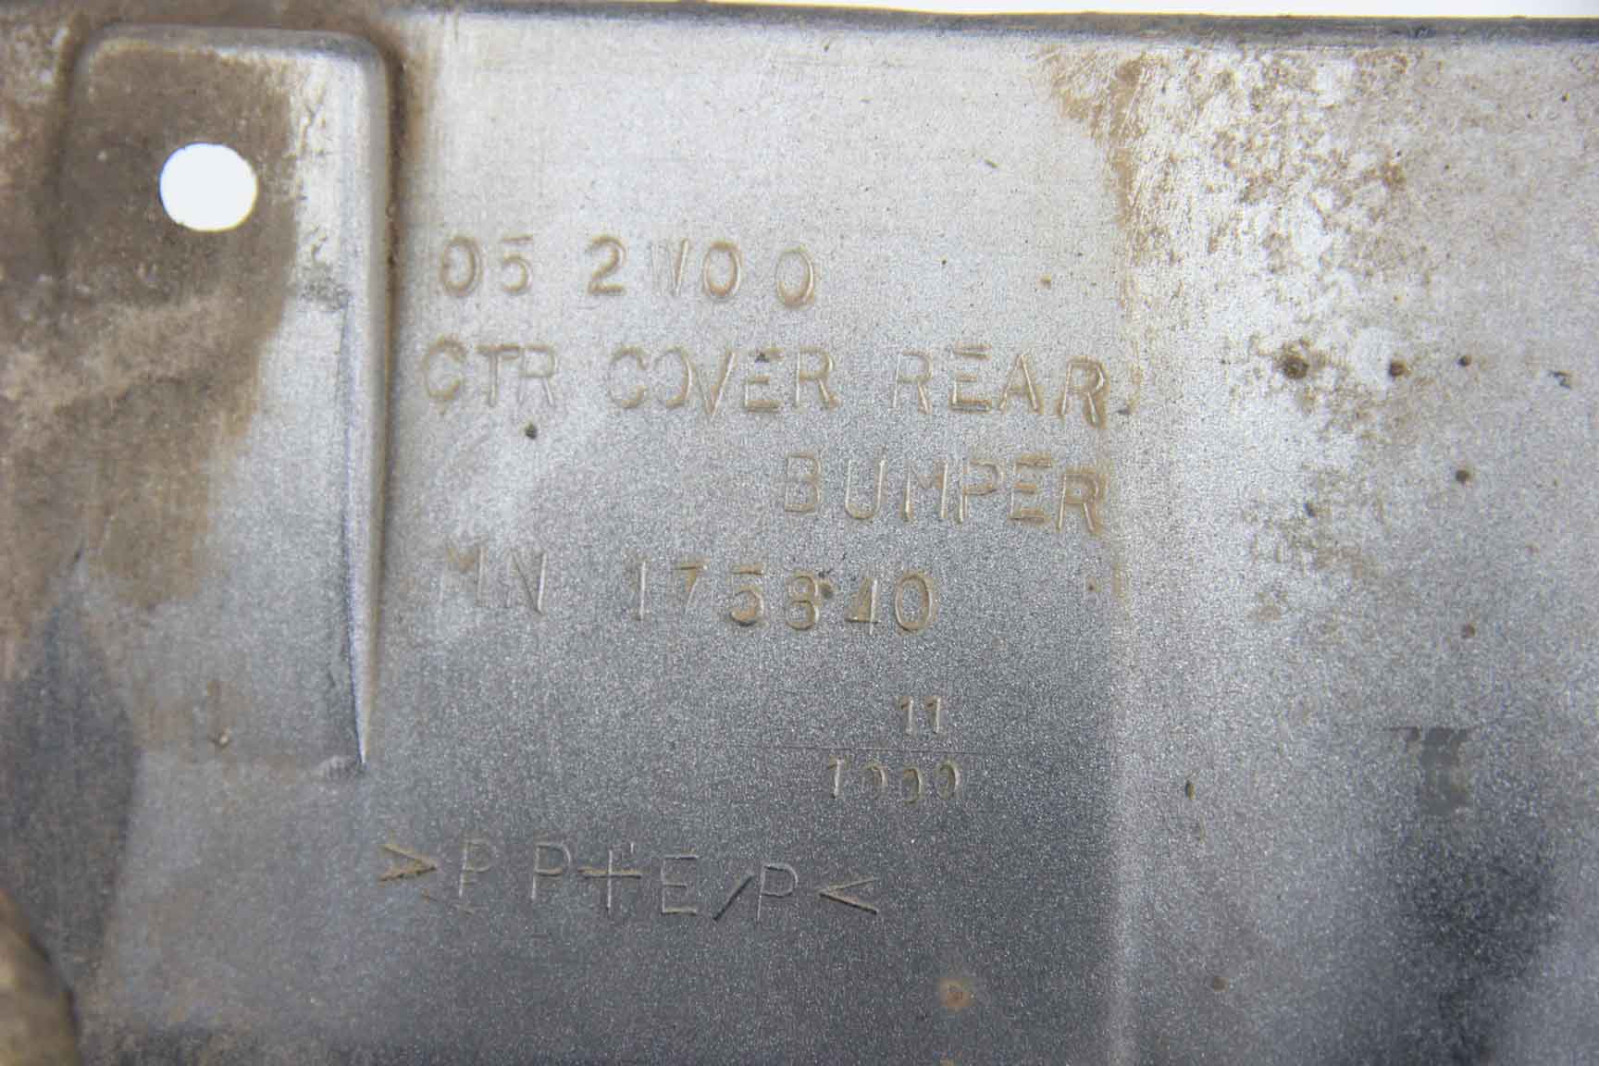 05 2W00
CTR COVER REAR
BUMPER
MN 175840
11
1000
>PP+E/P<